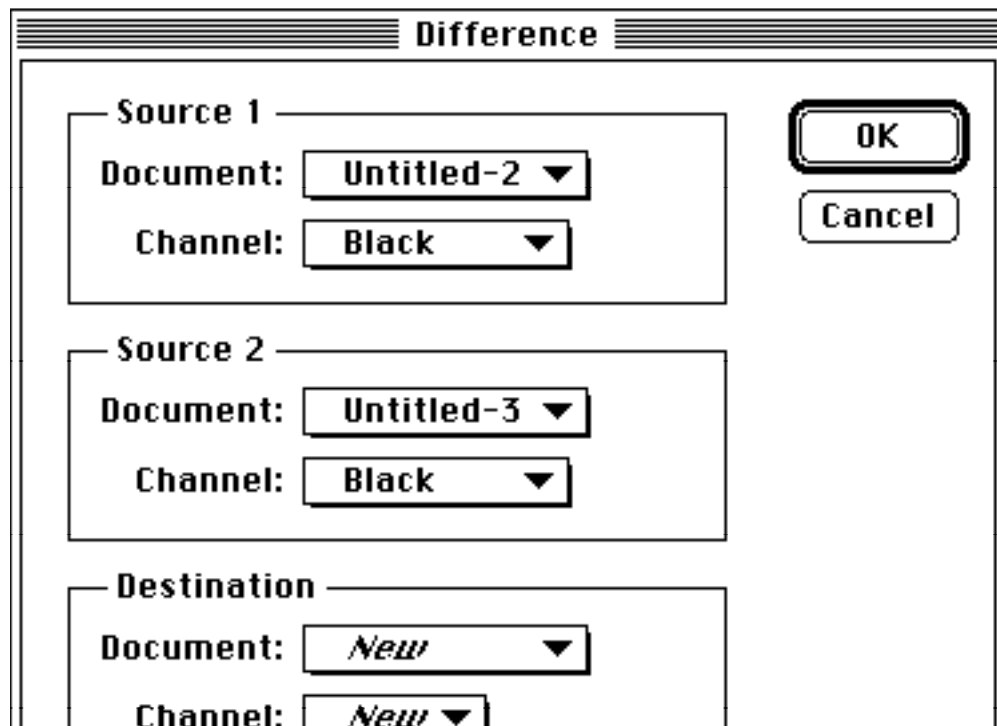 Difference
Source 1
OK
Document: Untitled-2
Cancel
Channel: Black
Source 2
Document: Untitled-3
Channel: Black
Destination
Document: New
Channel: New